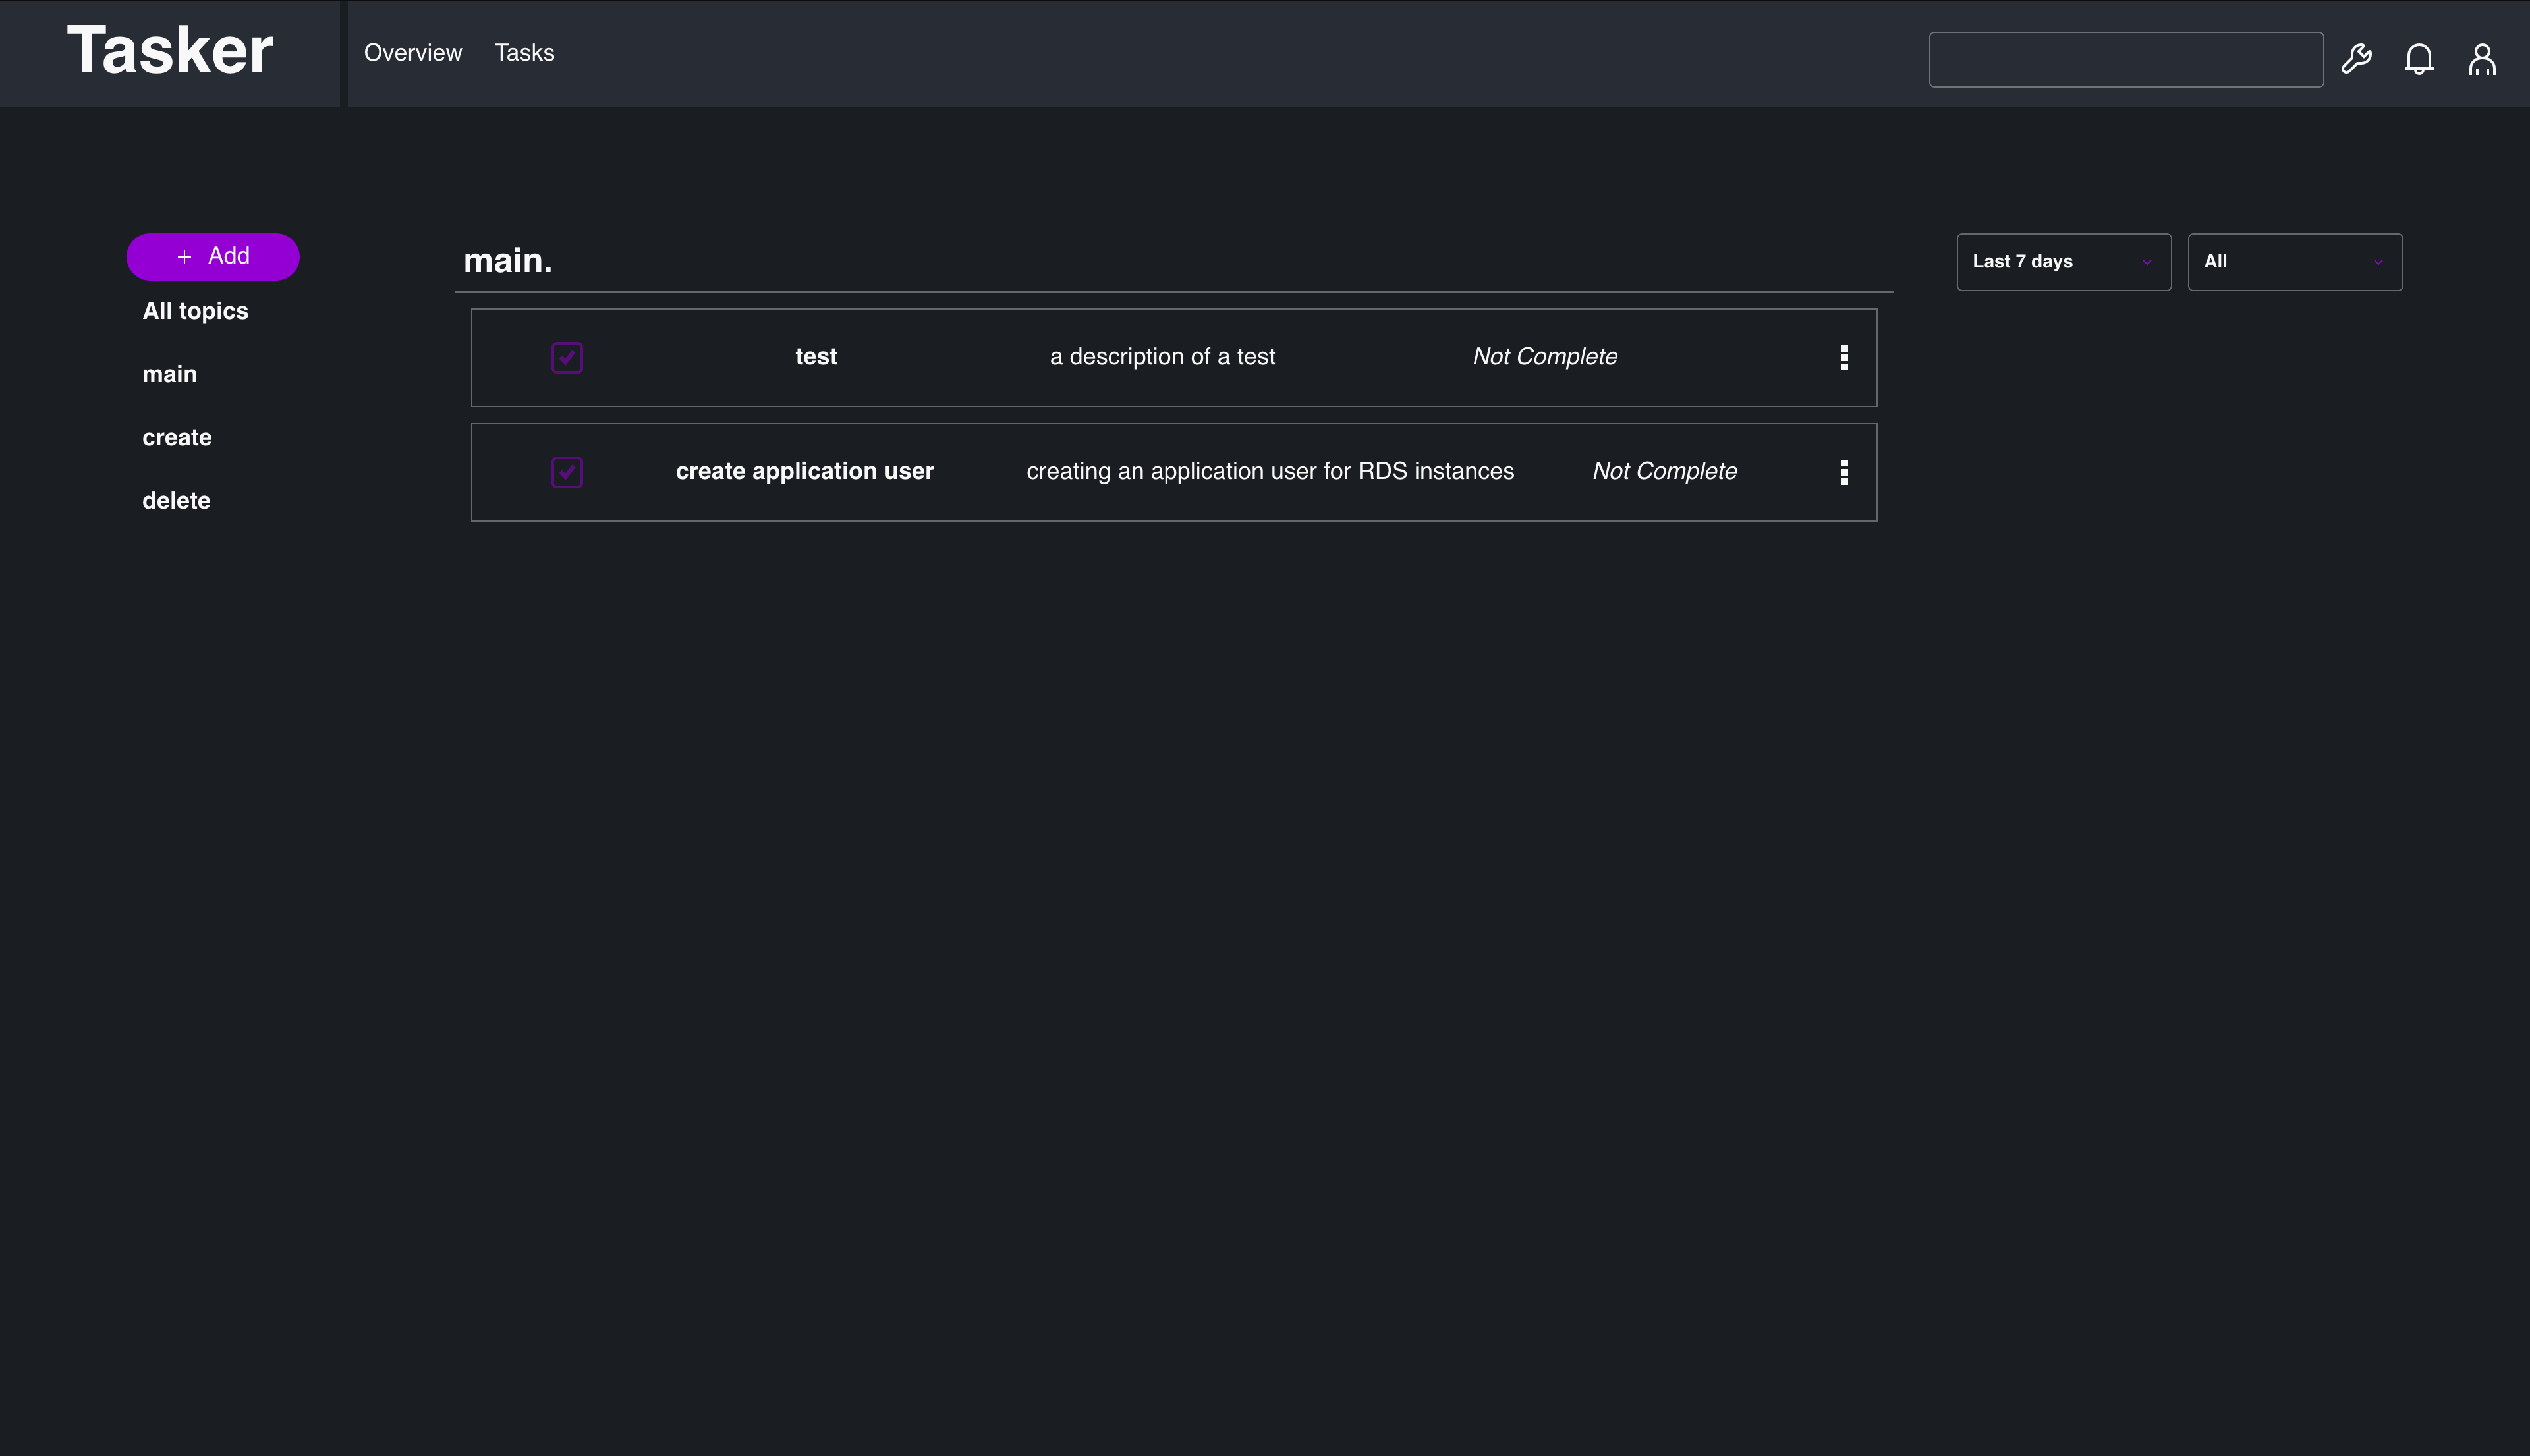 Tasker
Overview Tasks
+ Add
All topics
main
create
delete
main.
test a description of a test Not Complete
create application user creating an application user for RDS instances Not Complete
Last 7 days
All